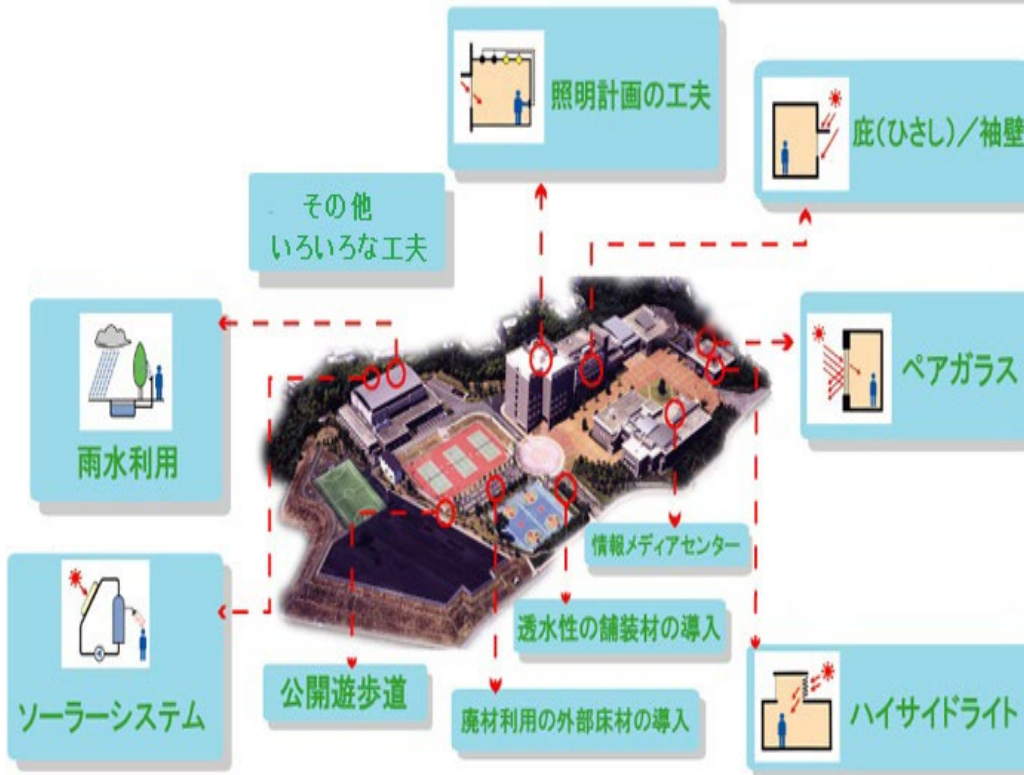 照明計画の工夫
庇(ひさし)/袖壁
その他
いろいろな工夫
ペアガラス
雨水利用
情報メディアセンター
透水性の舗装材の導入
ソーラーシステム
公開遊歩道
廃材利用の外部床材の導入
ハイサイドライト